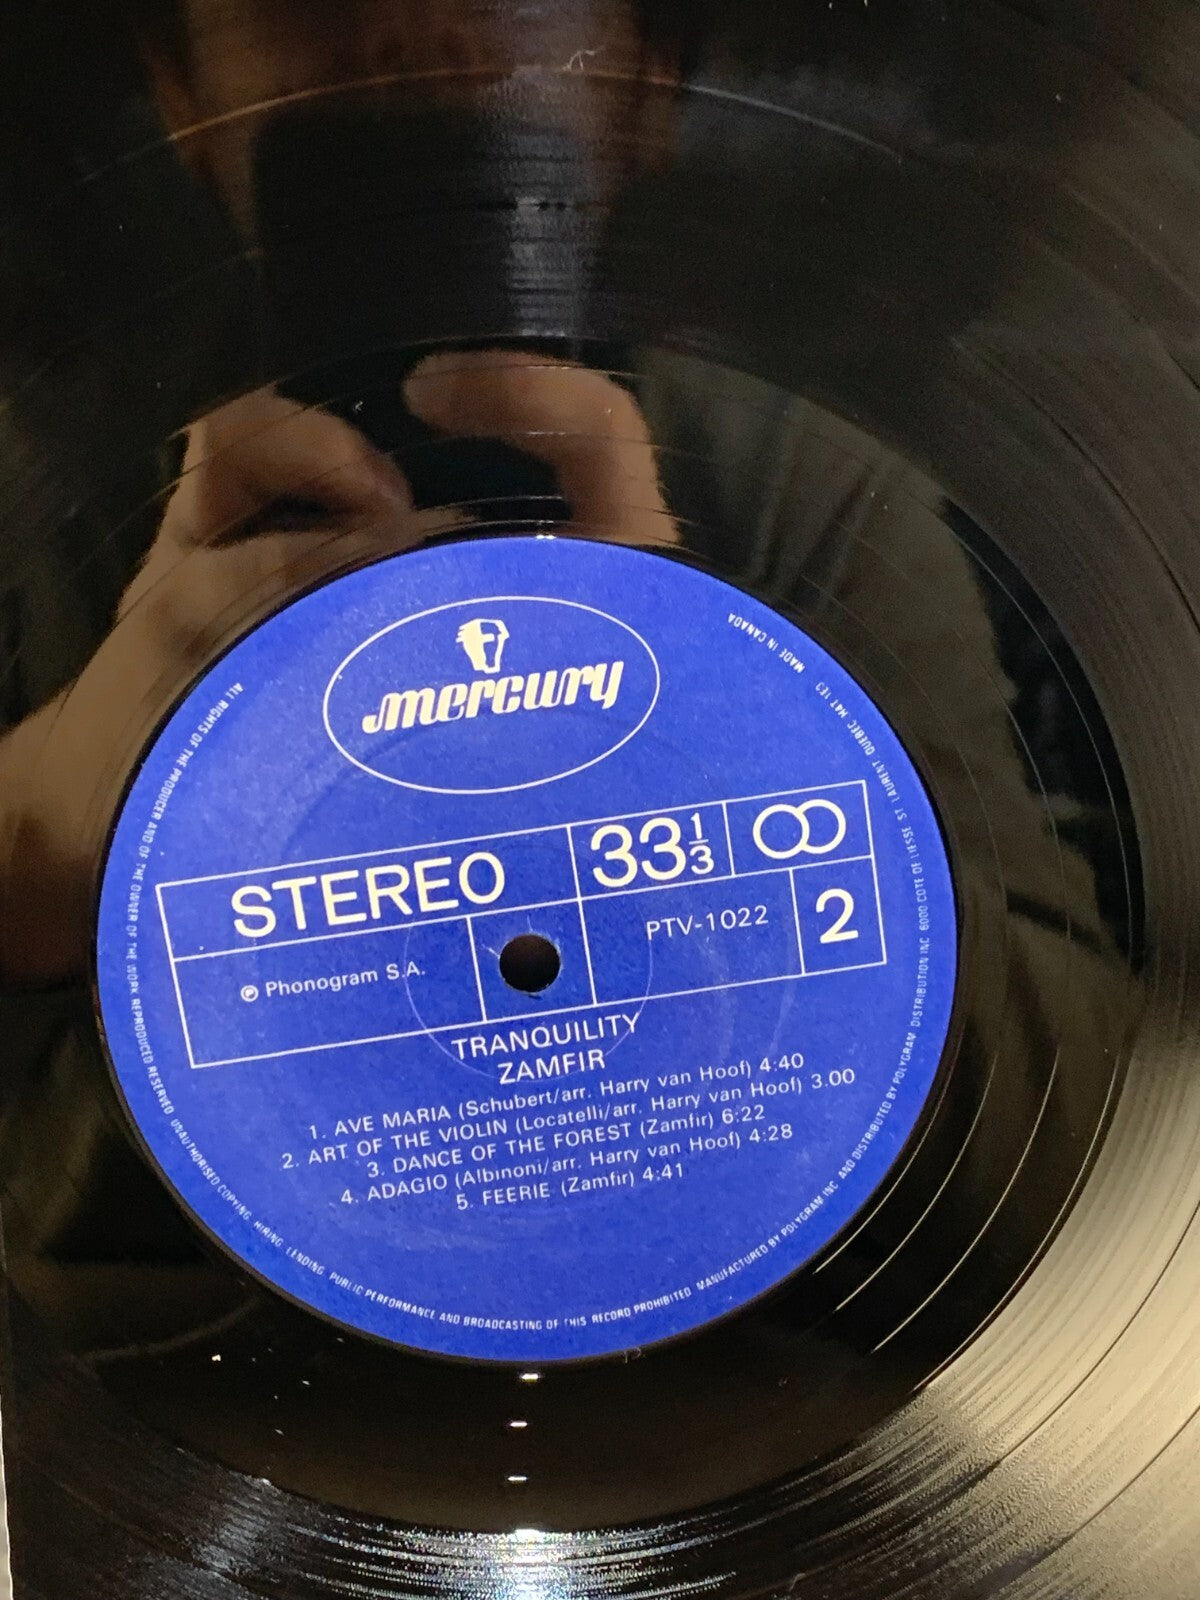 mercury
STEREO
33 1/3
PTV-1022
2
℗ Phonogram S.A.
TRANQUILITY
ZAMFIR
1. AVE MARIA (Schubert/arr. Harry van Hoof) 4:40
2. ART OF THE VIOLIN (Locatelli/arr. Harry van Hoof) 3.00
3. DANCE OF THE FOREST (Zamfir) 6:22
4. ADAGIO (Albinoni/arr. Harry van Hoof) 4:28
5. FEERIE (Zamfir) 4:41
ALL RIGHTS OF THE PRODUCER AND OF THE OWNER OF THE WORK REPRODUCED RESERVED UNAUTHORISED COPYING, HIRING, LENDING, PUBLIC PERFORMANCE AND BROADCASTING OF THIS RECORD PROHIBITED MANUFACTURED BY POLYGRAM INC AND DISTRIBUTED BY POLYGRAM DISTRIBUTION INC 6000 COTE DE LIESSE ST LAURENT QUEBEC H4T 1E3 MADE IN CANADA